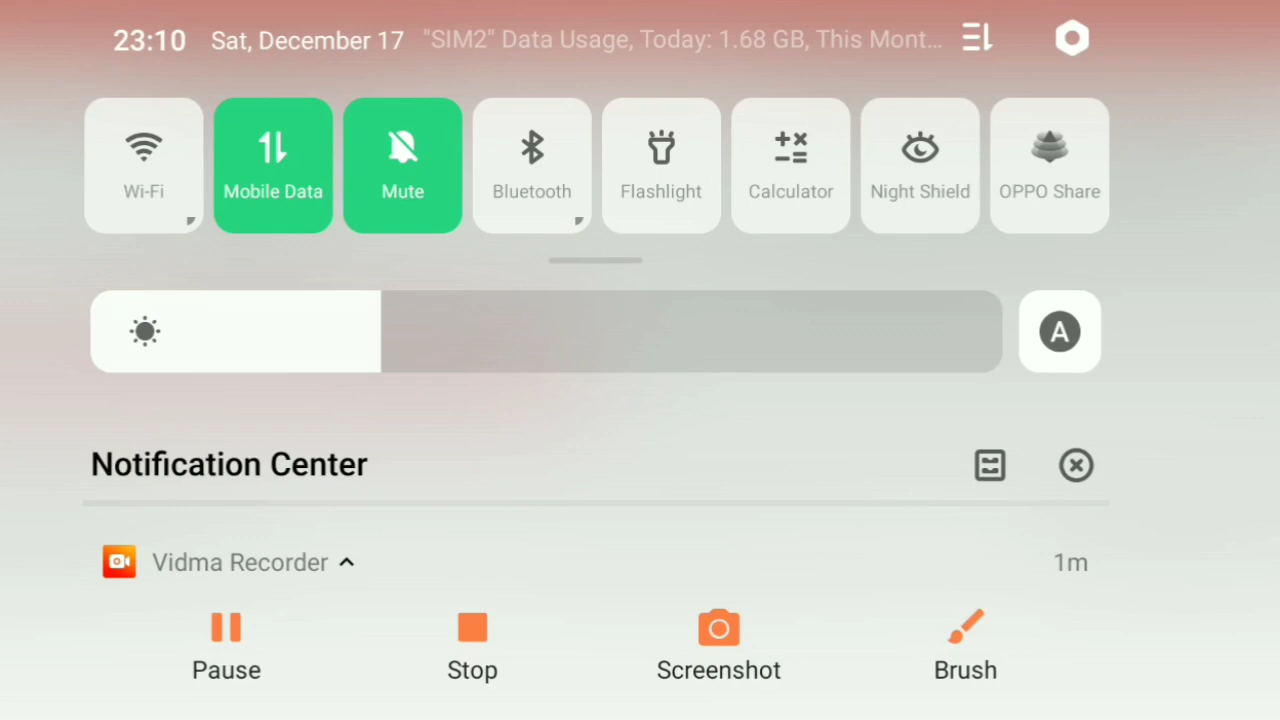 23:10 Sat, December 17 "SIM2" Data Usage, Today: 1.68 GB, This Mont...
Wi-Fi Mobile Data Mute Bluetooth Flashlight Calculator Night Shield OPPO Share
A
Notification Center
Vidma Recorder 1m
Pause Stop Screenshot Brush